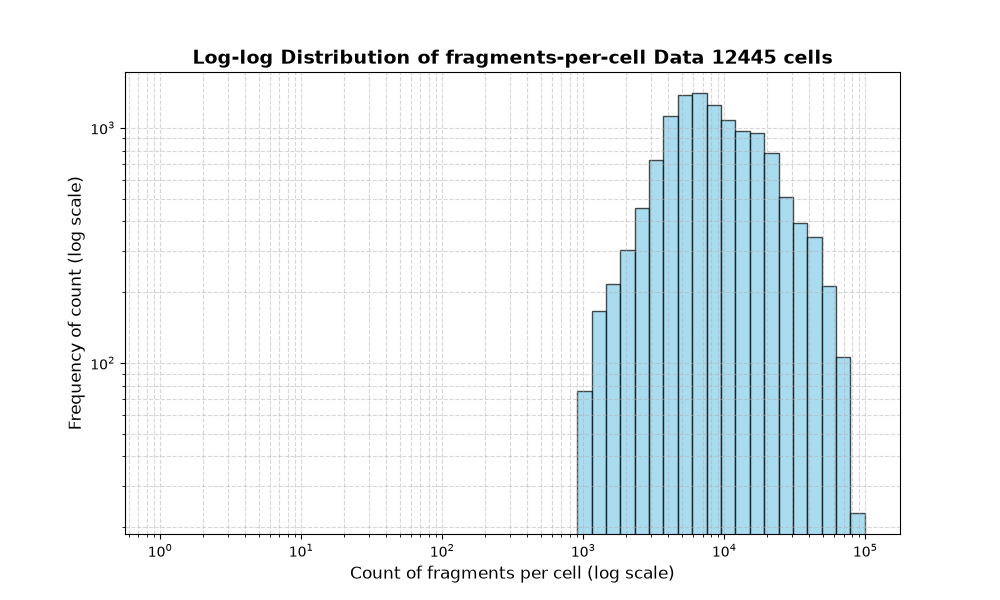 Log-log Distribution of fragments-per-cell Data 12445 cells
Frequency of count (log scale)
10³
10²
10⁰ 10¹ 10² 10³ 10⁴ 10⁵
Count of fragments per cell (log scale)